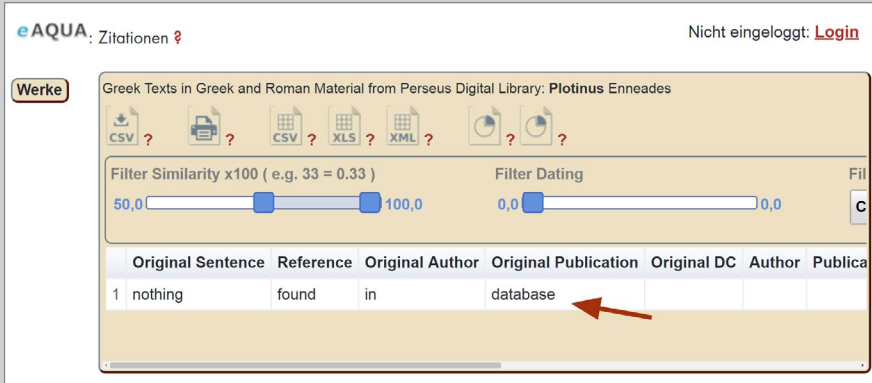 eAQUA: Zitationen ?
Nicht eingeloggt: Login
Werke
Greek Texts in Greek and Roman Material from Perseus Digital Library: Plotinus Enneades
CSV ? ? CSV ? XLS ? XML ? ? ?
Filter Similarity x100 ( e.g. 33 = 0.33 ) Filter Dating Fil
50,0 100,0 0,0 0,0 C
Original Sentence Reference Original Author Original Publication Original DC Author Publica
1 nothing found in database